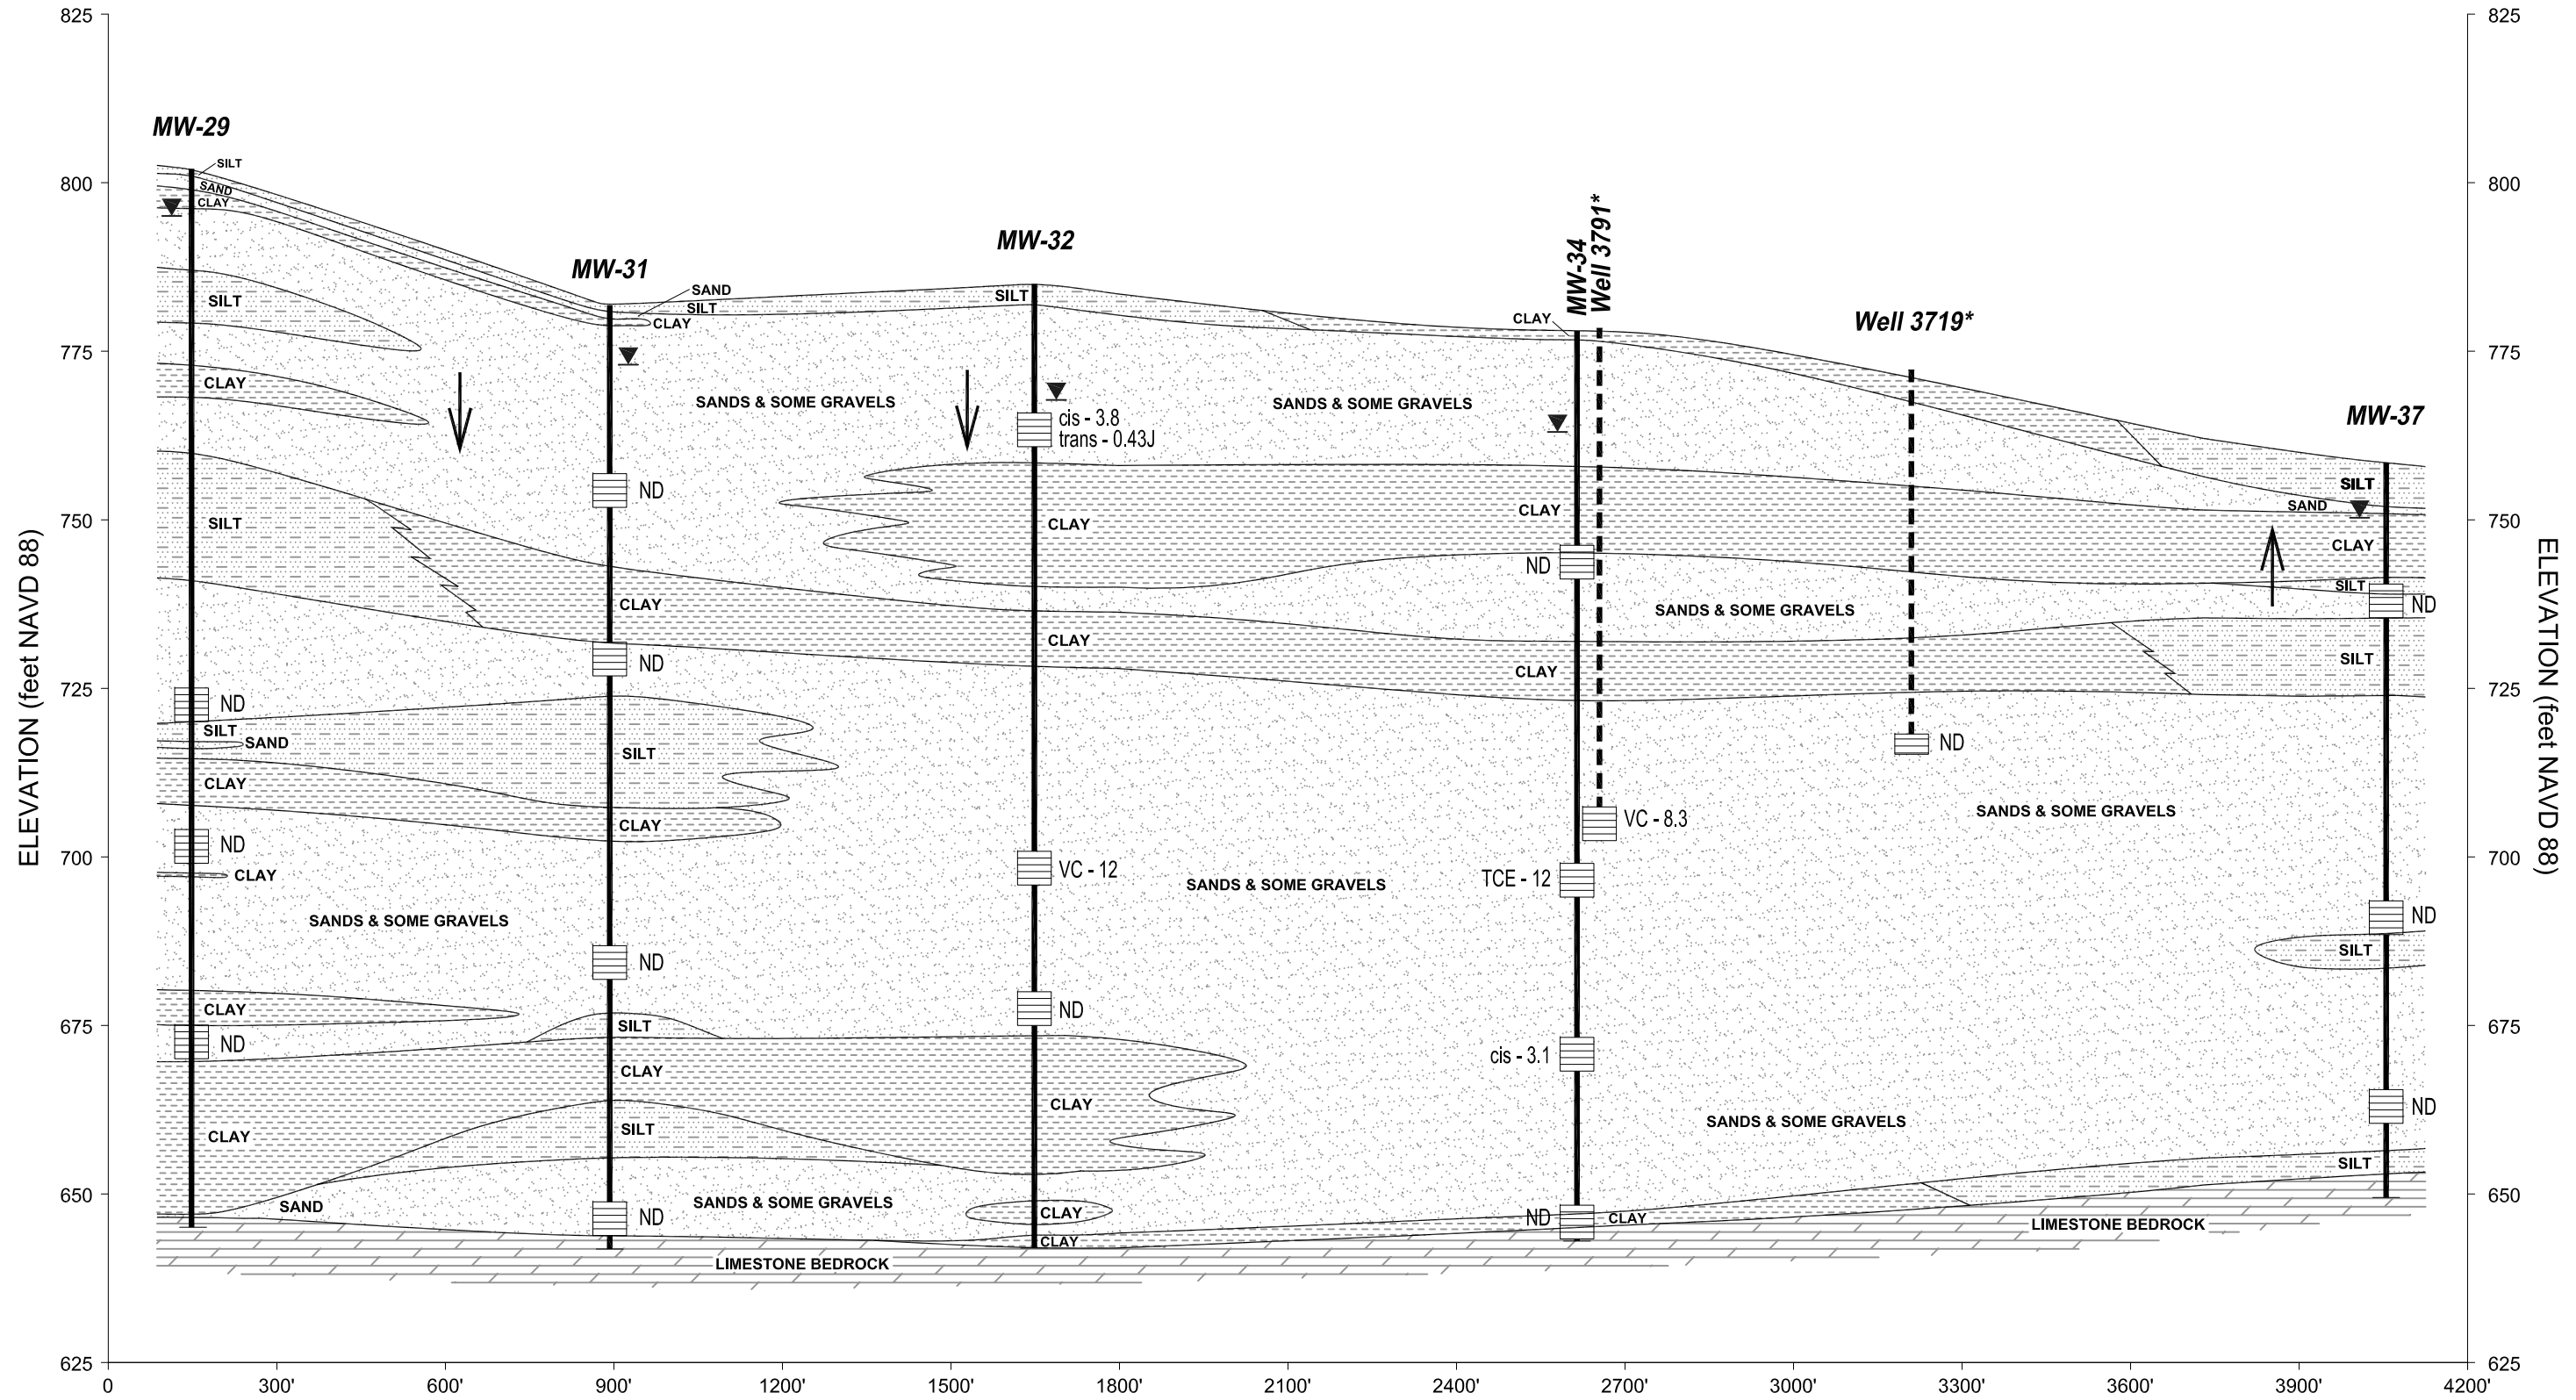 825
825
MW-29
SILT
800
SAND
CLAY
800
MW-34
Well 3791*
MW-32
MW-31
SAND
SILT
SILT
CLAY
SILT
CLAY
Well 3719*
775
775
CLAY
SANDS & SOME GRAVELS
SANDS & SOME GRAVELS
cis - 3.8
trans - 0.43J
MW-37
ND
SILT
SAND
750
SILT
CLAY
CLAY
CLAY
750
ND
SILT
CLAY
SANDS & SOME GRAVELS
ND
CLAY
ND
CLAY
SILT
725
ND
725
SILT
SAND
SILT
ND
CLAY
CLAY
VC - 8.3
SANDS & SOME GRAVELS
ELEVATION (feet NAVD 88)
ELEVATION (feet NAVD 88)
700
ND
CLAY
VC - 12
TCE - 12
700
SANDS & SOME GRAVELS
SANDS & SOME GRAVELS
ND
ND
SILT
CLAY
ND
675
SILT
675
ND
CLAY
cis - 3.1
CLAY
ND
CLAY
SILT
SANDS & SOME GRAVELS
SILT
650
SAND
SANDS & SOME GRAVELS
CLAY
650
ND
ND
CLAY
LIMESTONE BEDROCK
CLAY
LIMESTONE BEDROCK
625
625
0
300'
600'
900'
1200'
1500'
1800'
2100'
2400'
2700'
3000'
3300'
3600'
3900'
4200'